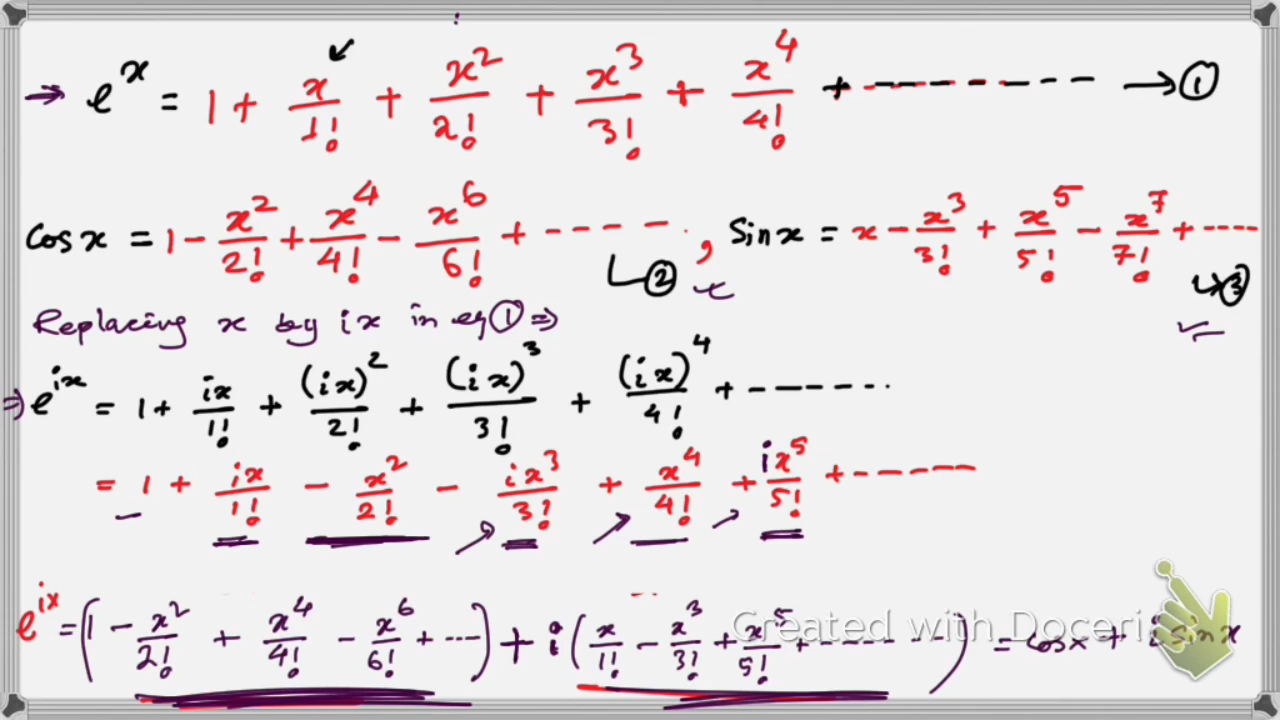 ⇒ e^x = 1 + x/1! + x^2/2! + x^3/3! + x^4/4! + ------- → ①
Cos x = 1 - x^2/2! + x^4/4! - x^6/6! + ----- ↳ ② , Sin x = x - x^3/3! + x^5/5! - x^7/7! + ---- ↳ ③
Replacing x by ix in eq ① ⇒
⇒ e^{ix} = 1 + ix/1! + (ix)^2/2! + (ix)^3/3! + (ix)^4/4! + ------
= 1 + ix/1! - x^2/2! - ix^3/3! + x^4/4! + ix^5/5! + -----
e^{ix} = (1 - x^2/2! + x^4/4! - x^6/6! + ---) + i(x/1! - x^3/3! + x^5/5! + -------) = Cosx + i sinx
Created with Doceri